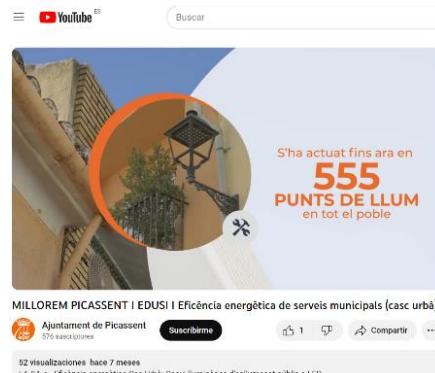 YouTube ES
Buscar
S'ha actuat fins ara en
555
PUNTS DE LLUM
en tot el poble
MILLOREM PICASSENT I EDUSI I Eficència energètica de serveis municipals (casc urbà)
Ajuntament de Picassent
576 suscriptores
Suscribirme
1
Compartir
52 visualizaciones hace 7 meses